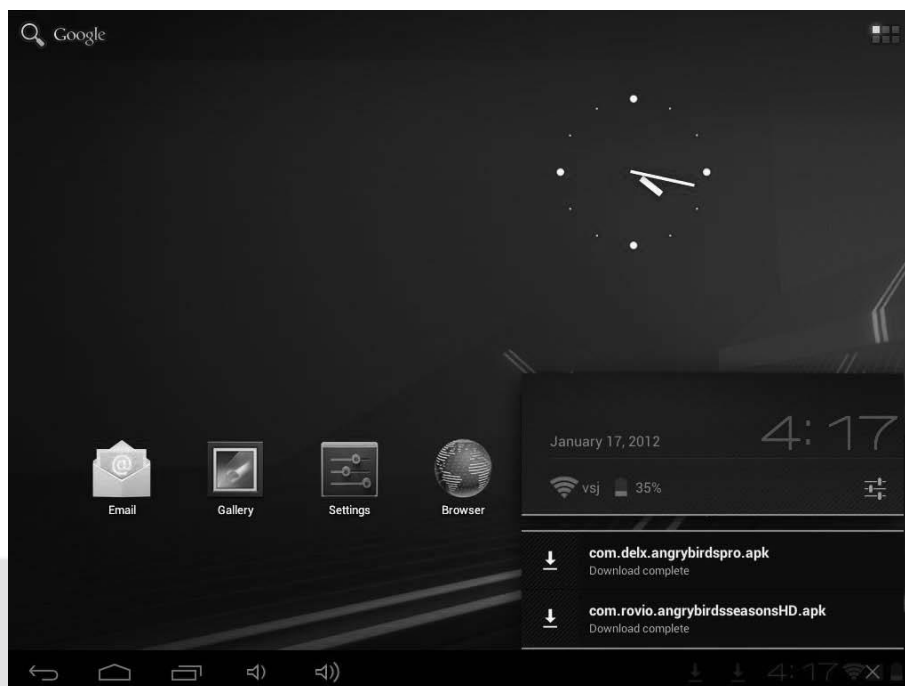 Google
January 17, 2012
4:17
vsj
35%
Email
Gallery
Settings
Browser
com.delx.angrybirdspro.apk
Download complete
com.rovio.angrybirdsseasonsHD.apk
Download complete
4:17